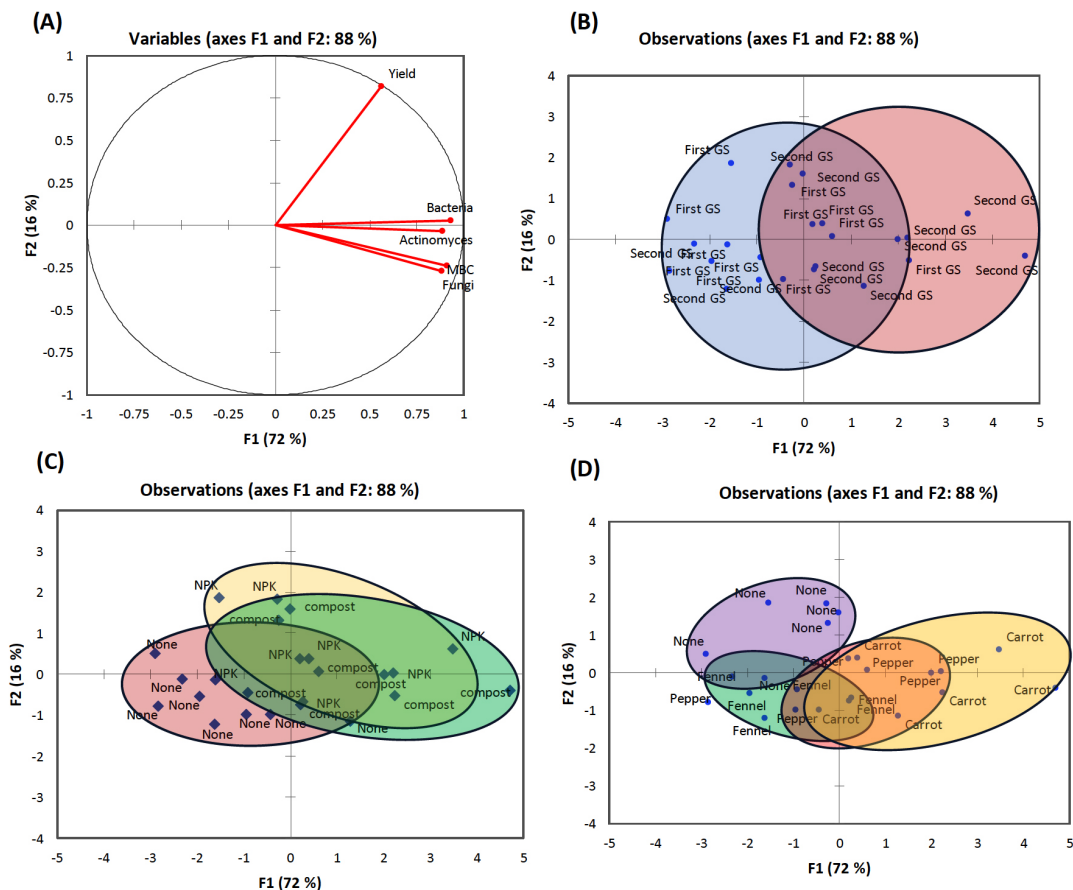 (A)
Variables (axes F1 and F2: 88 %)
1
0.75
0.5
0.25
0
-0.25
-0.5
-0.75
-1
F2 (16 %)
Yield
Bacteria
Actinomyces
MBC
Fungi
-1 -0.75 -0.5 -0.25 0 0.25 0.5 0.75 1
F1 (72 %)
(B)
Observations (axes F1 and F2: 88 %)
4
3
2
1
0
-1
-2
-3
-4
F2 (16 %)
First GS
Second GS
Second GS
First GS
First GS
Second GS
First GS
First GS
First GS
Second GS
Second GS
Second GS
First GS
First GS
Second GS
First GS
Second GS
First GS
Second GS
Second GS
First GS
Second GS
Second GS
-5 -4 -3 -2 -1 0 1 2 3 4 5
F1 (72 %)
(C)
Observations (axes F1 and F2: 88 %)
4
3
2
1
0
-1
-2
-3
-4
-5
F2 (16 %)
NPK
NPK
compost
compost
None
NPK
NPK
NPK
compost
NPK
NPK
compost
None
compost
compost
compost
None
None
NPK
compost
None
None
None
None
-5 -4 -3 -2 -1 0 1 2 3 4 5
F1 (72 %)
(D)
Observations (axes F1 and F2: 88 %)
4
3
2
1
0
-1
-2
-3
-4
F2 (16 %)
None
None
None
None
None
Carrot
Carrot
Pepper
Pepper
Pepper
Fennel
None
Fennel
Pepper
Carrot
Pepper
Fennel
Fennel
Carrot
Fennel
Pepper
Carrot
Carrot
Fennel
-5 -4 -3 -2 -1 0 1 2 3 4 5
F1 (72 %)